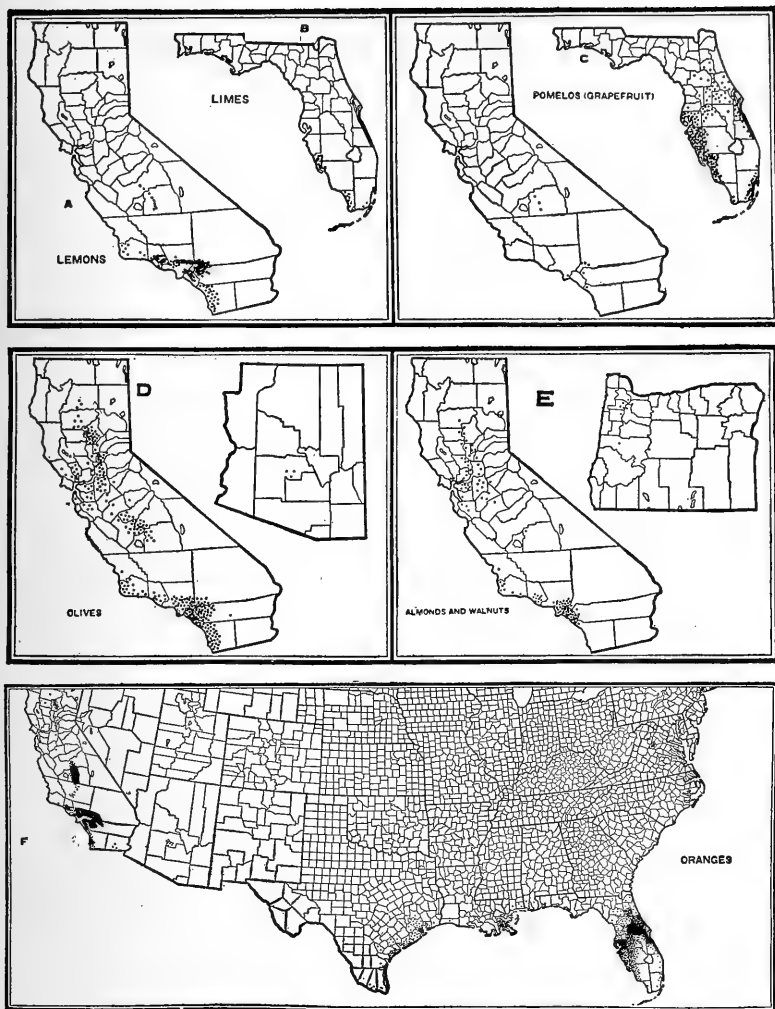 B
LIMES
A
LEMONS
C
POMELOS (GRAPEFRUIT)
D
OLIVES
E
ALMONDS AND WALNUTS
F
ORANGES